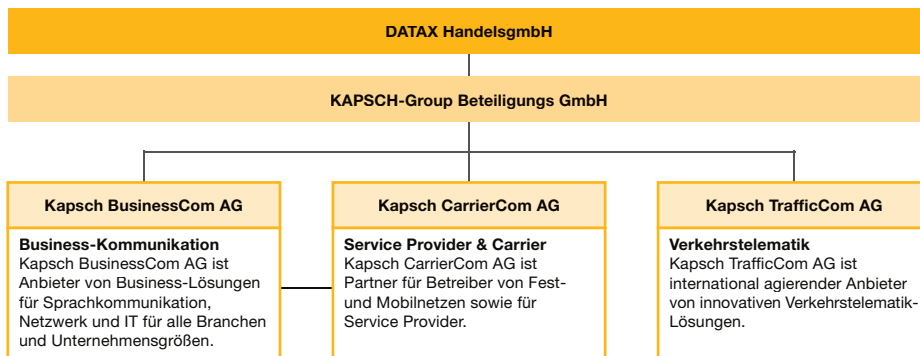 DATAX HandelsgmbH
KAPSCH-Group Beteiligungs GmbH
Kapsch BusinessCom AG
Business-Kommunikation
Kapsch BusinessCom AG ist
Anbieter von Business-Lösungen
für Sprachkommunikation,
Netzwerk und IT für alle Branchen
und Unternehmensgrößen.
Kapsch CarrierCom AG
Service Provider & Carrier
Kapsch CarrierCom AG ist
Partner für Betreiber von Fest-
und Mobilnetzen sowie für
Service Provider.
Kapsch TrafficCom AG
Verkehrstelematik
Kapsch TrafficCom AG ist
international agierender Anbieter
von innovativen Verkehrstelematik-
Lösungen.